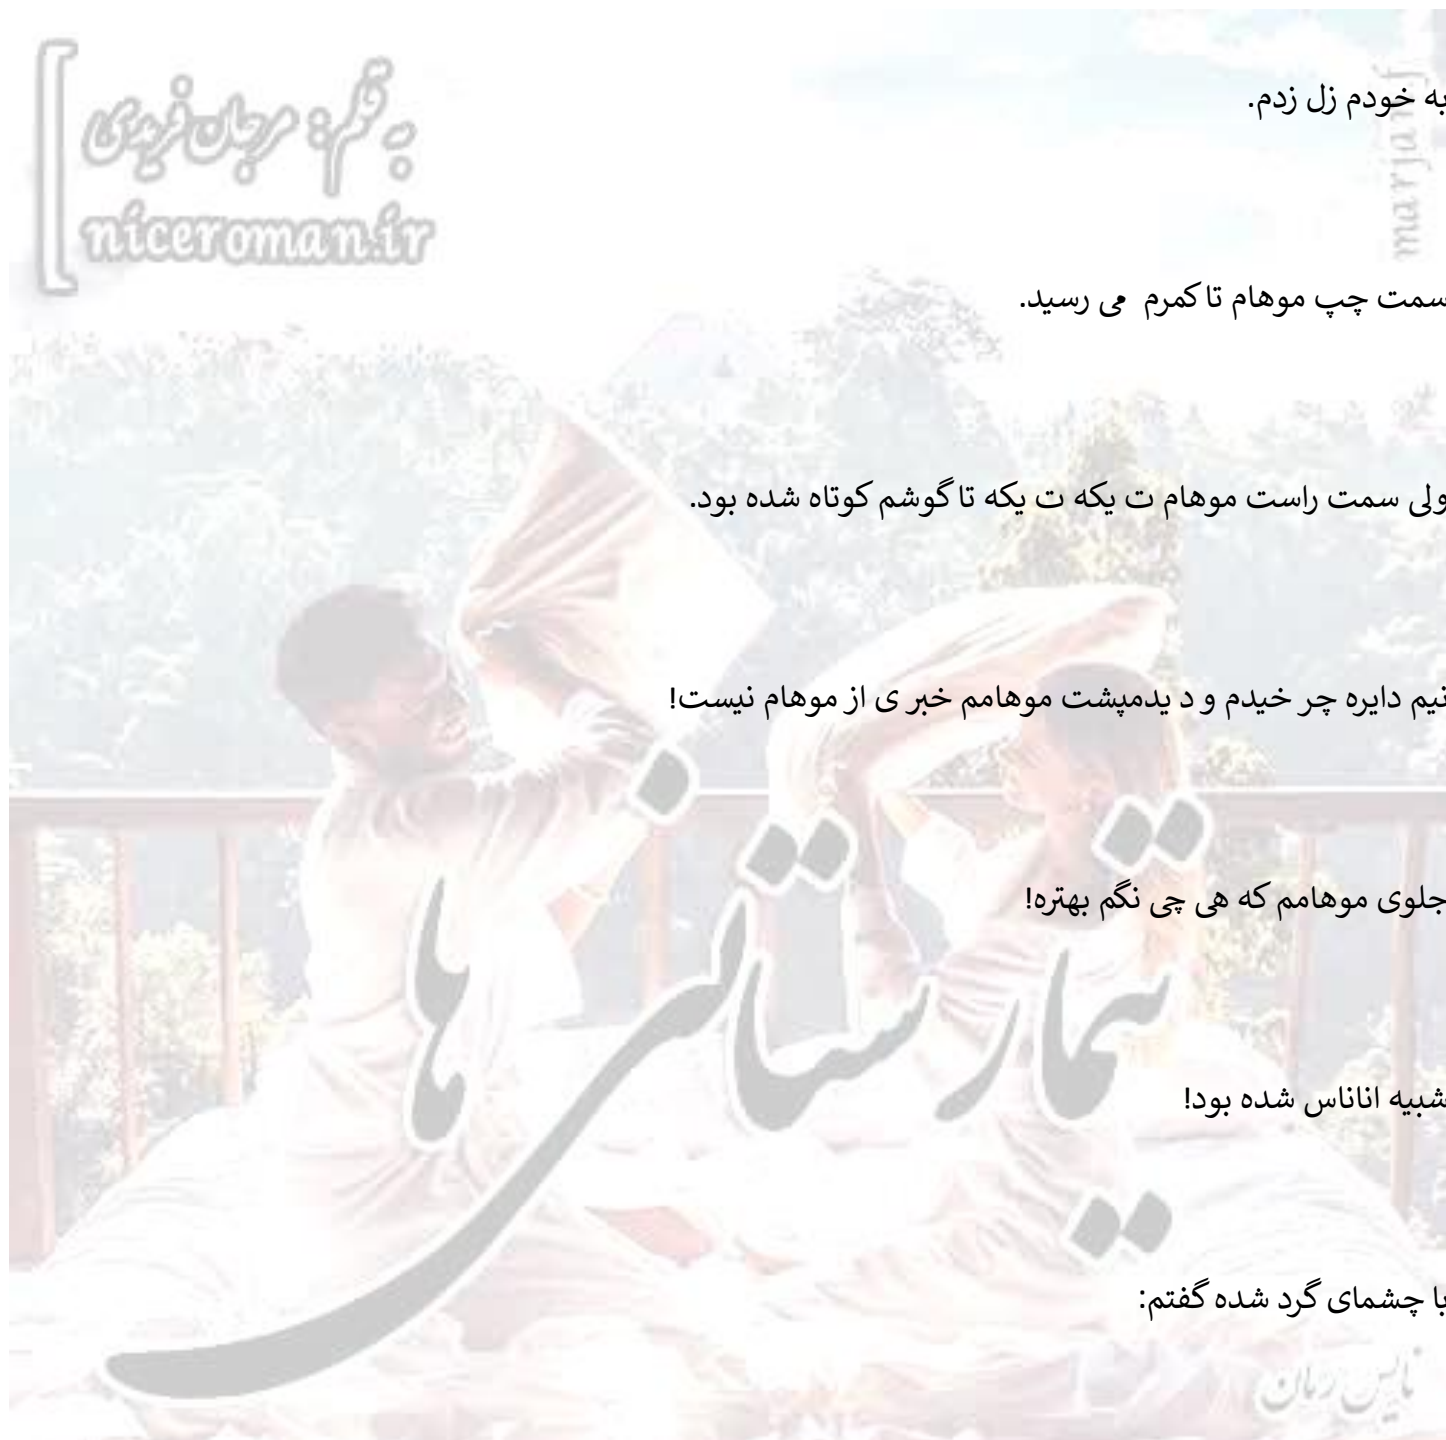 به قلم: مرجان فریدی
niceroman.ir
marjan.f
به خودم زل زدم.
سمت چپ موهام تا کمرم می رسید.
ولی سمت راست موهام ت یکه ت یکه تا گوشم کوتاه شده بود.
نیم دایره چر خیدم و د یدمپشت موهامم خبر ی از موهام نیست!
جلوی موهامم که هی چی نگم بهتره!
تیمارستانی ها
شبیه اناناس شده بود!
با چشمای گرد شده گفتم:
نایس رمان